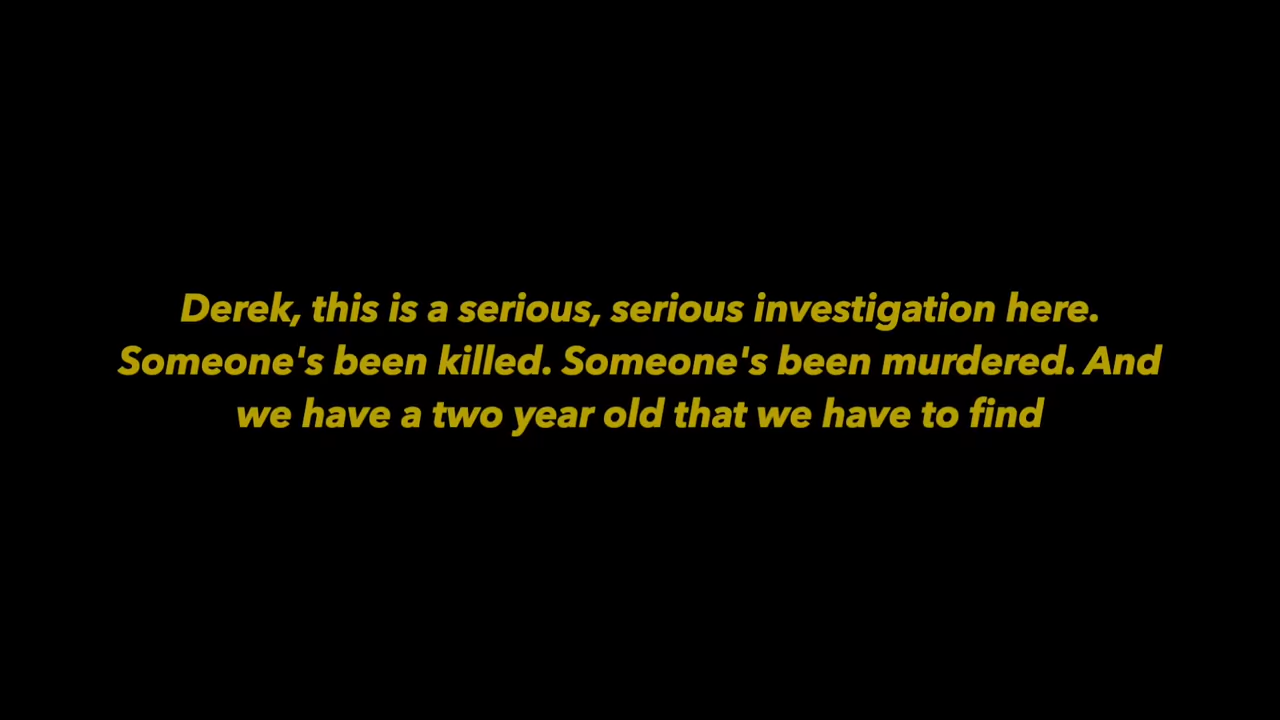 Derek, this is a serious, serious investigation here.
Someone's been killed. Someone's been murdered. And
we have a two year old that we have to find